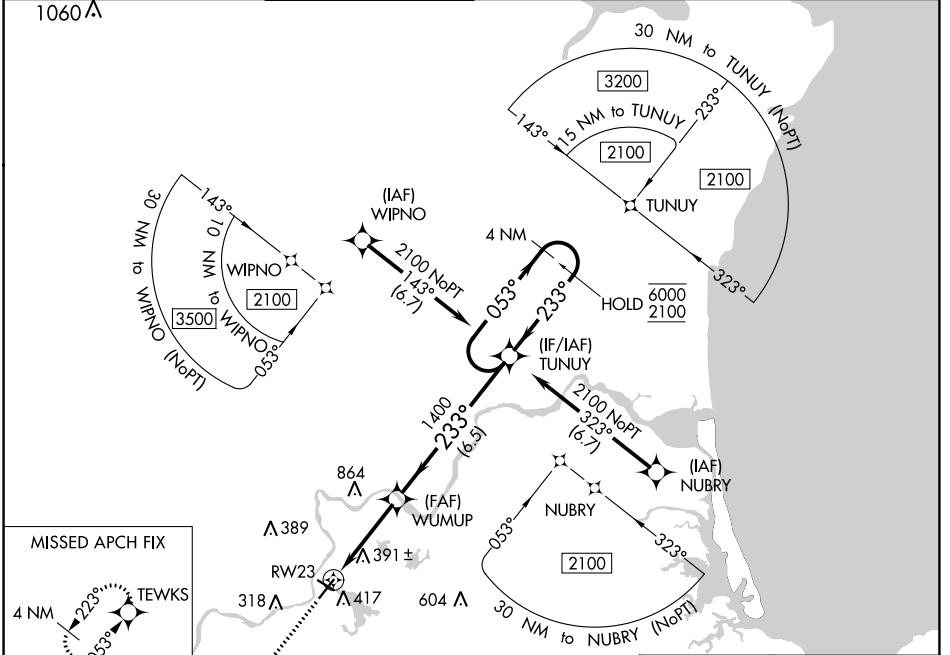 1060
30 NM to TUNUY (NoPT)
3200
143°
15 NM to TUNUY
2100
233°
2100
TUNUY
323°
(IAF)
WIPNO
2100 NoPT
143°
(6.7)
30 NM to WIPNO (NoPT)
143°
10 NM to WIPNO
WIPNO
2100
3500
053°
4 NM
053°
233°
HOLD
6000
2100
(IF/IAF)
TUNUY
2100 NoPT
323°
(6.7)
(IAF)
NUBRY
1400
233°
(6.5)
864
(FAF)
WUMUP
389
391 ±
RW23
318
417
604
NUBRY
053°
323°
2100
30 NM to NUBRY (NoPT)
MISSED APCH FIX
TEWKS
4 NM
223°
053°